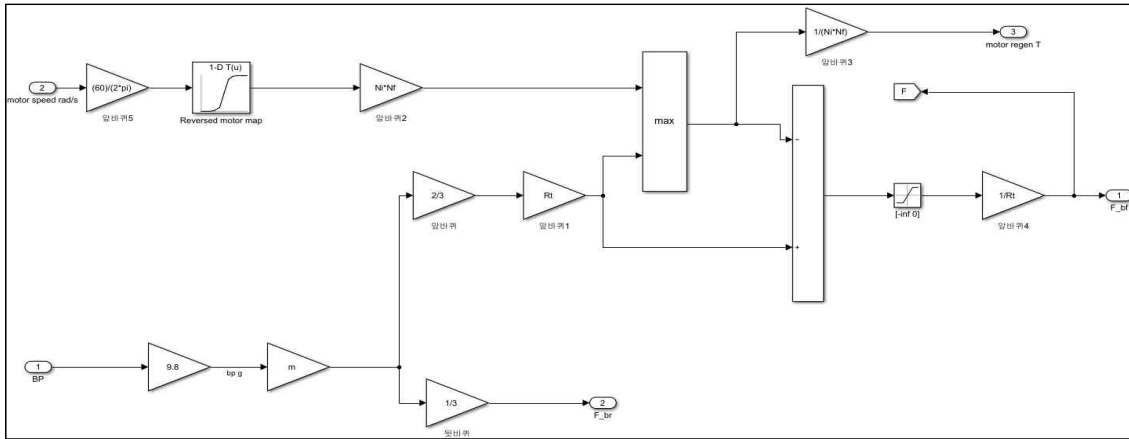 1/(Ni*Nf)
앞바퀴3
3
motor regen T
2
motor speed rad/s
(60)/(2*pi)
앞바퀴5
1-D T(u)
Reversed motor map
Ni*Nf
앞바퀴2
max
F
2/3
앞바퀴
Rt
앞바퀴1
[-inf 0]
1/Rt
앞바퀴4
1
F_bf
1
BP
9.8
bp g
m
1/3
뒷바퀴
2
F_br